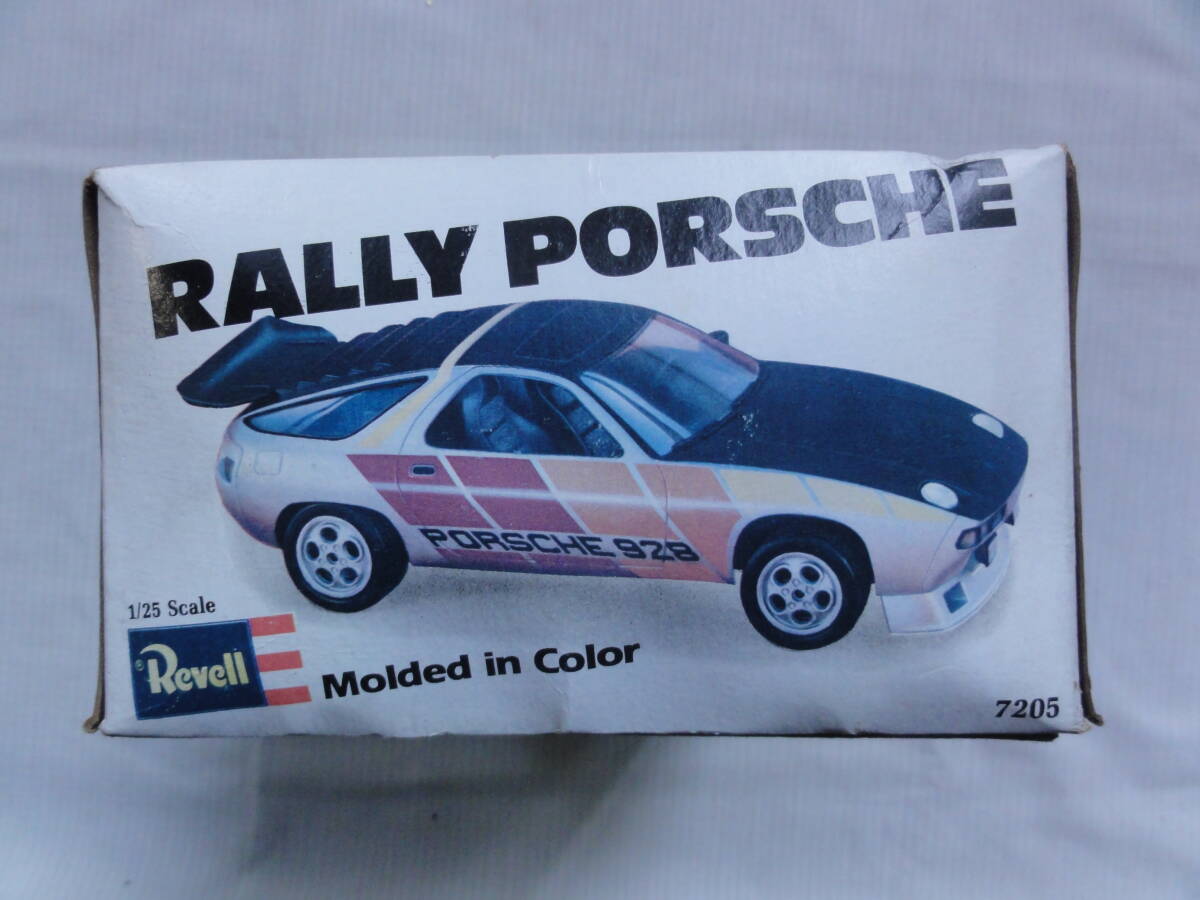 RALLY PORSCHE
PORSCHE 928
1/25 Scale
©Revell
Molded in Color
7205